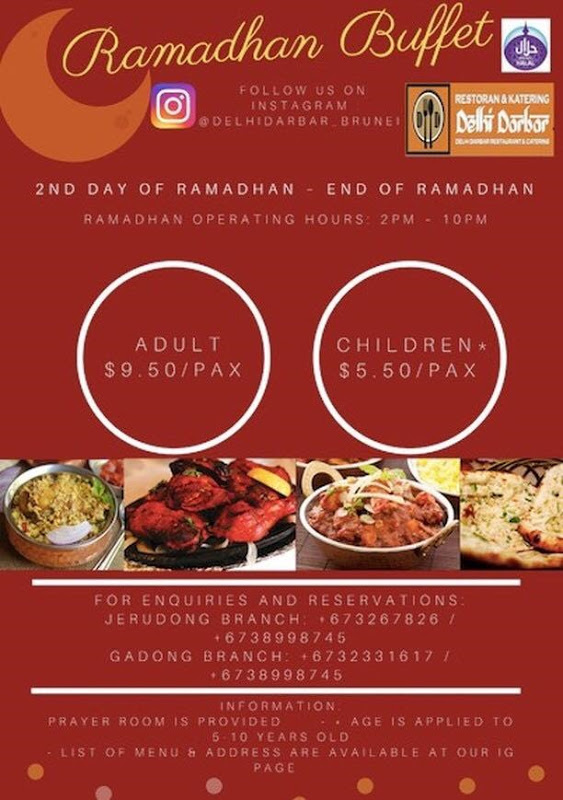 Ramadhan Buffet
حلال
HALAL
FOLLOW US ON
INSTAGRAM
@DELHIDARBAR_BRUNEI
RESTORAN & KATERING
Delhi Darbar
DELHI DARBAR RESTAURANT & CATERING
2ND DAY OF RAMADHAN - END OF RAMADHAN
RAMADHAN OPERATING HOURS: 2PM - 10PM
ADULT
$9.50/PAX
CHILDREN*
$5.50/PAX
FOR ENQUIRIES AND RESERVATIONS:
JERUDONG BRANCH: +673267826 /
+6738998745
GADONG BRANCH: +6732331617 /
+6738998745
INFORMATION:
PRAYER ROOM IS PROVIDED - * AGE IS APPLIED TO
5-10 YEARS OLD
- LIST OF MENU & ADDRESS ARE AVAILABLE AT OUR IG
PAGE